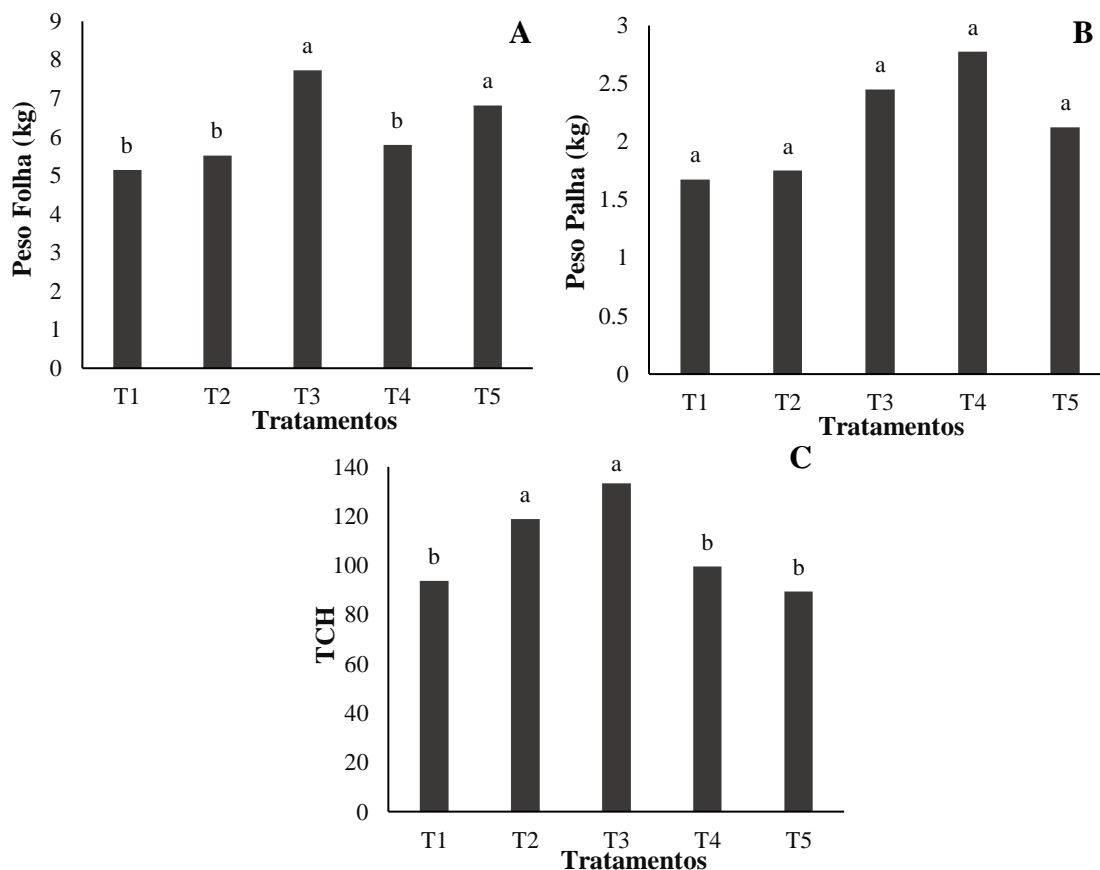 A
Peso Folha (kg)
9
8
7
6
5
4
3
2
1
0
b
b
a
b
a
T1 T2 T3 T4 T5
Tratamentos
B
Peso Palha (kg)
3
2.5
2
1.5
1
0.5
0
a
a
a
a
a
T1 T2 T3 T4 T5
Tratamentos
C
TCH
140
120
100
80
60
40
20
0
b
a
a
b
b
T1 T2 T3 T4 T5
Tratamentos